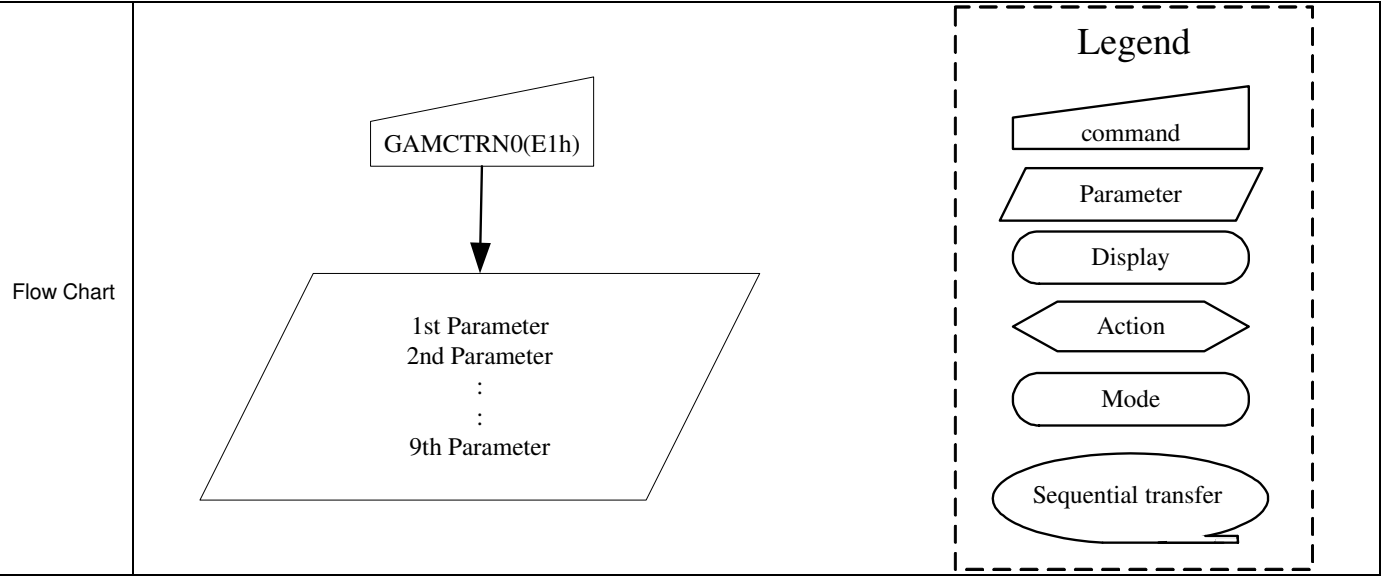 Flow Chart
GAMCTRN0(E1h)
1st Parameter
2nd Parameter
:
:
9th Parameter
Legend
command
Parameter
Display
Action
Mode
Sequential transfer